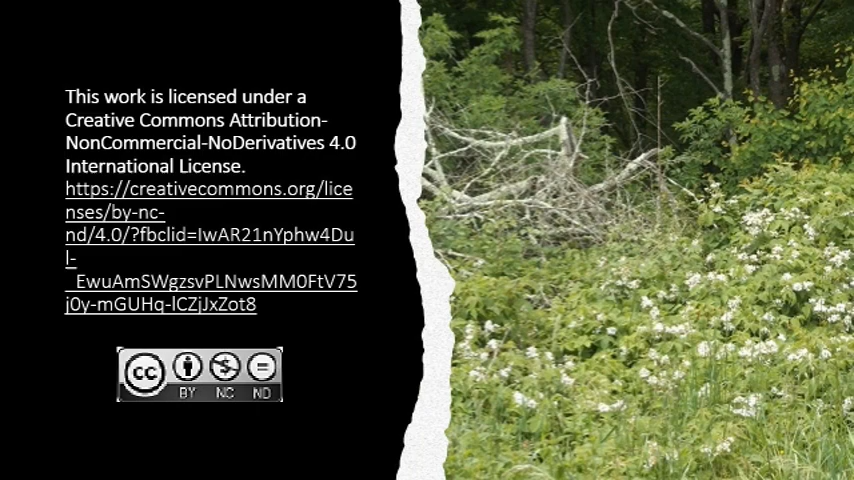 This work is licensed under a
Creative Commons Attribution-
NonCommercial-NoDerivatives 4.0
International License.
https://creativecommons.org/lice
nses/by-nc-
nd/4.0/?fbclid=IwAR21nYphw4Du
l-
_EwuAmSWgzsvPLNwsMM0FtV75
j0y-mGUHq-lCZjJxZot8
cc
BY NC ND